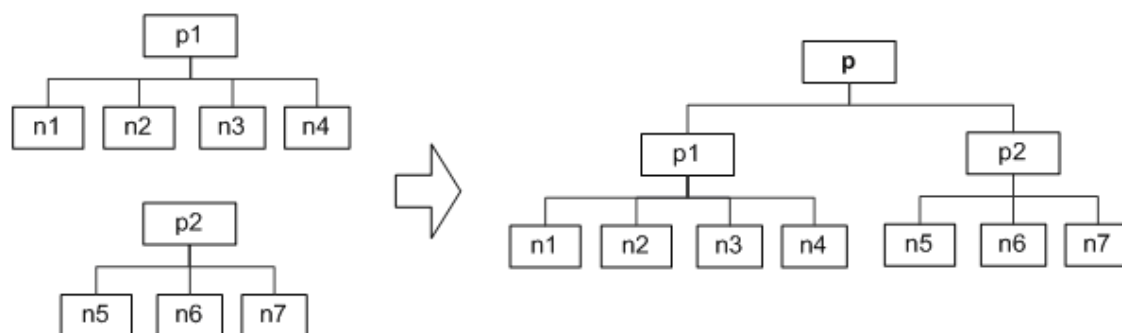 p1
n1 n2 n3 n4
p2
n5 n6 n7
p
p1 p2
n1 n2 n3 n4 n5 n6 n7